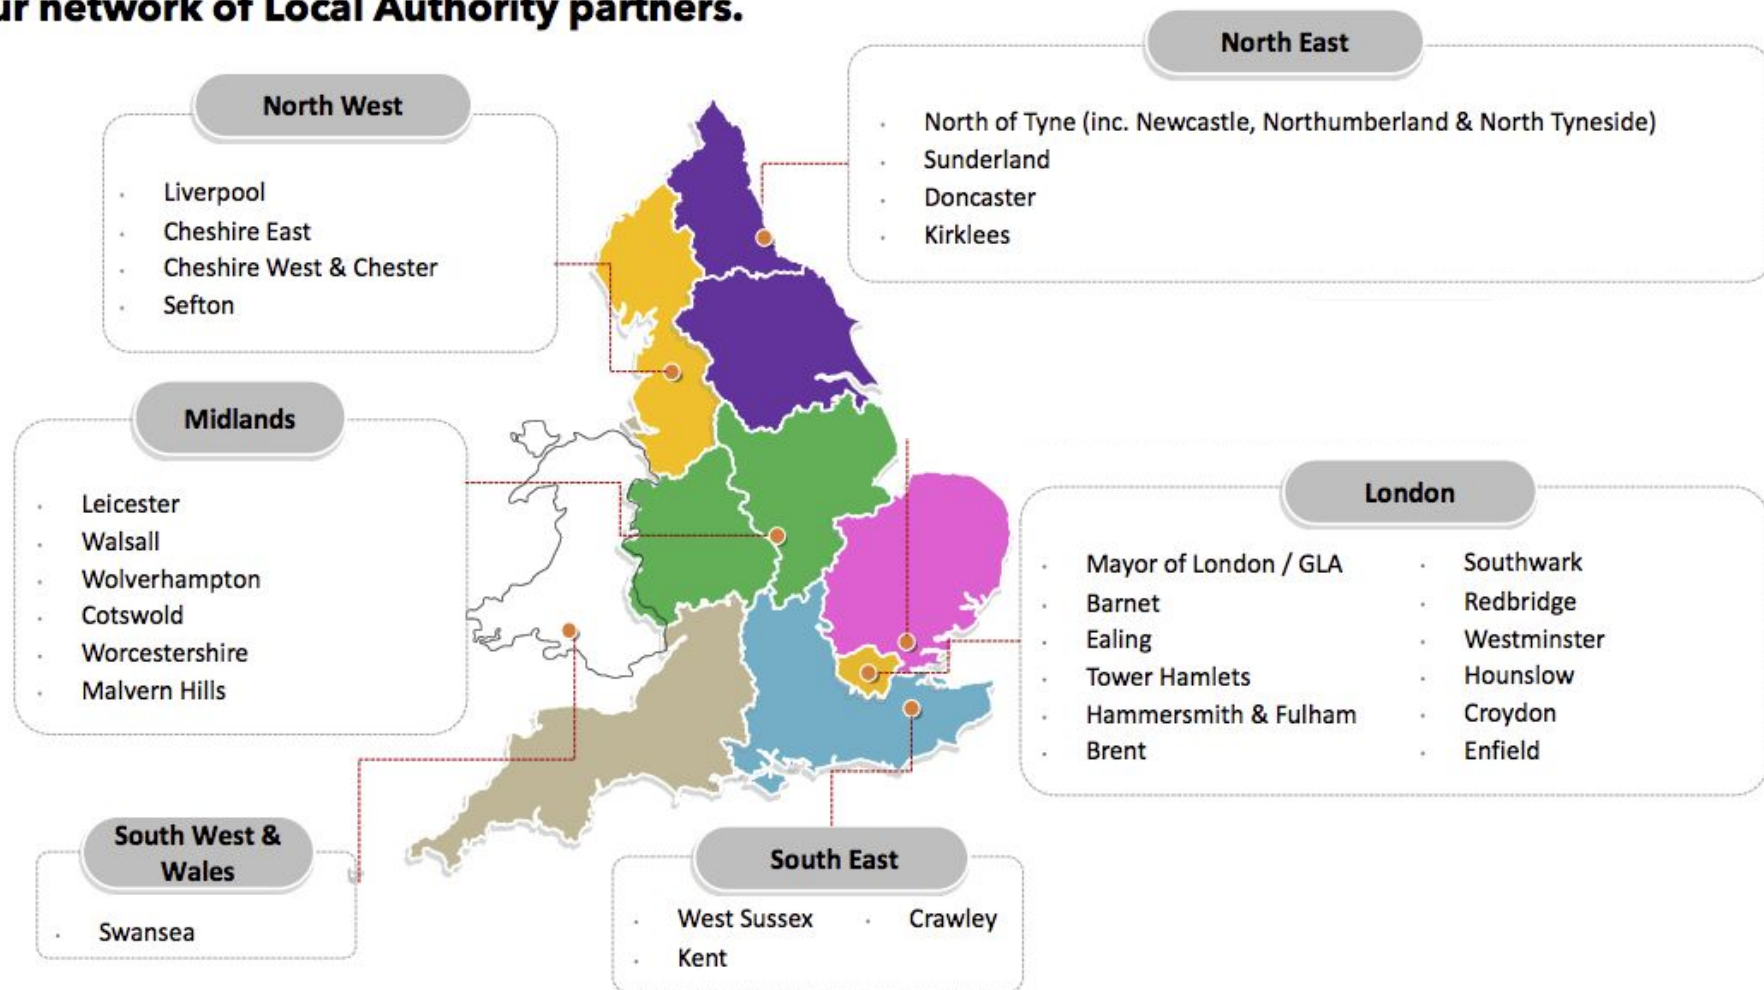 ur network of Local Authority partners.
North East
North of Tyne (inc. Newcastle, Northumberland & North Tyneside)
Sunderland
Doncaster
Kirklees
North West
Liverpool
Cheshire East
Cheshire West & Chester
Sefton
Midlands
Leicester
Walsall
Wolverhampton
Cotswold
Worcestershire
Malvern Hills
London
Mayor of London / GLA
Barnet
Ealing
Tower Hamlets
Hammersmith & Fulham
Brent
Southwark
Redbridge
Westminster
Hounslow
Croydon
Enfield
South West &
Wales
Swansea
South East
West Sussex
Kent
Crawley